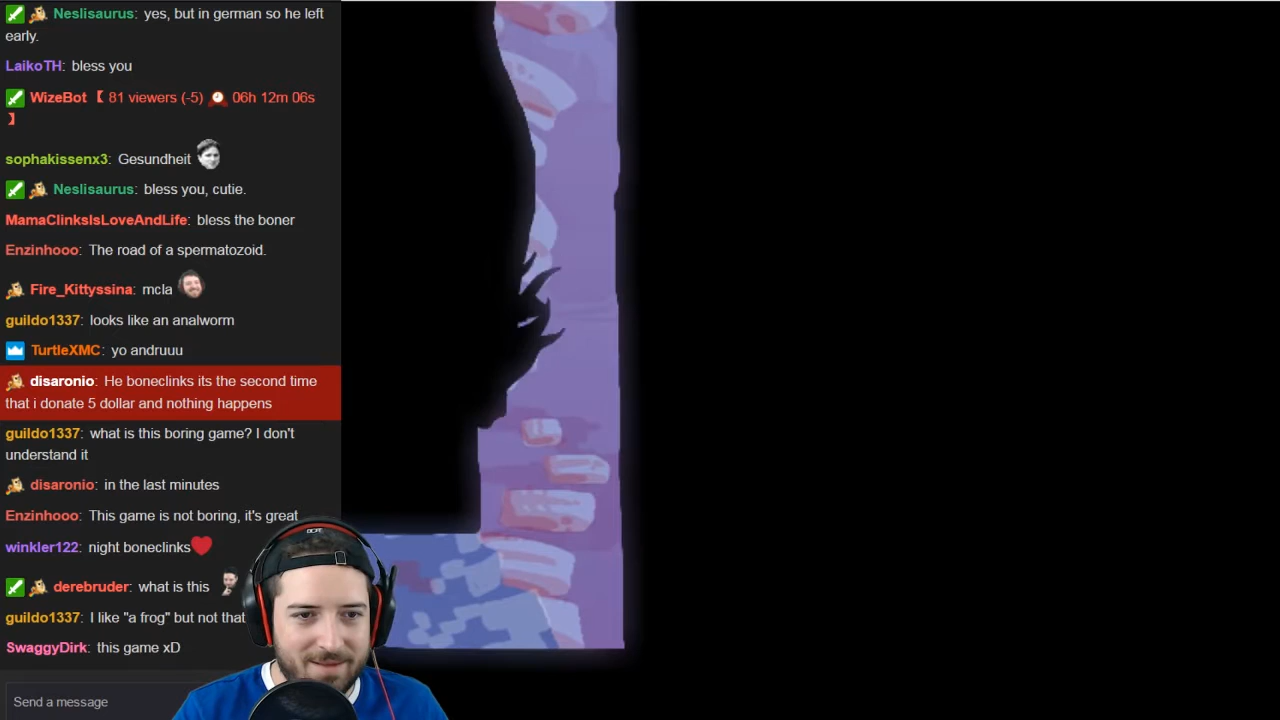 Neslisaurus: yes, but in german so he left
early.
LaikoTH: bless you
WizeBot 【 81 viewers (-5) 06h 12m 06s
】
sophakissenx3: Gesundheit
Neslisaurus: bless you, cutie.
MamaClinksIsLoveAndLife: bless the boner
Enzinhooo: The road of a spermatozoid.
Fire_Kittyssina: mcla
guildo1337: looks like an analworm
TurtleXMC: yo andruuu
disaronio: He boneclinks its the second time
that i donate 5 dollar and nothing happens
guildo1337: what is this boring game? I don't
understand it
disaronio: in the last minutes
Enzinhooo: This game is not boring, it's great
winkler122: night boneclinks
derebruder: what is this
guildo1337: I like "a frog" but not that
SwaggyDirk: this game xD
Send a message